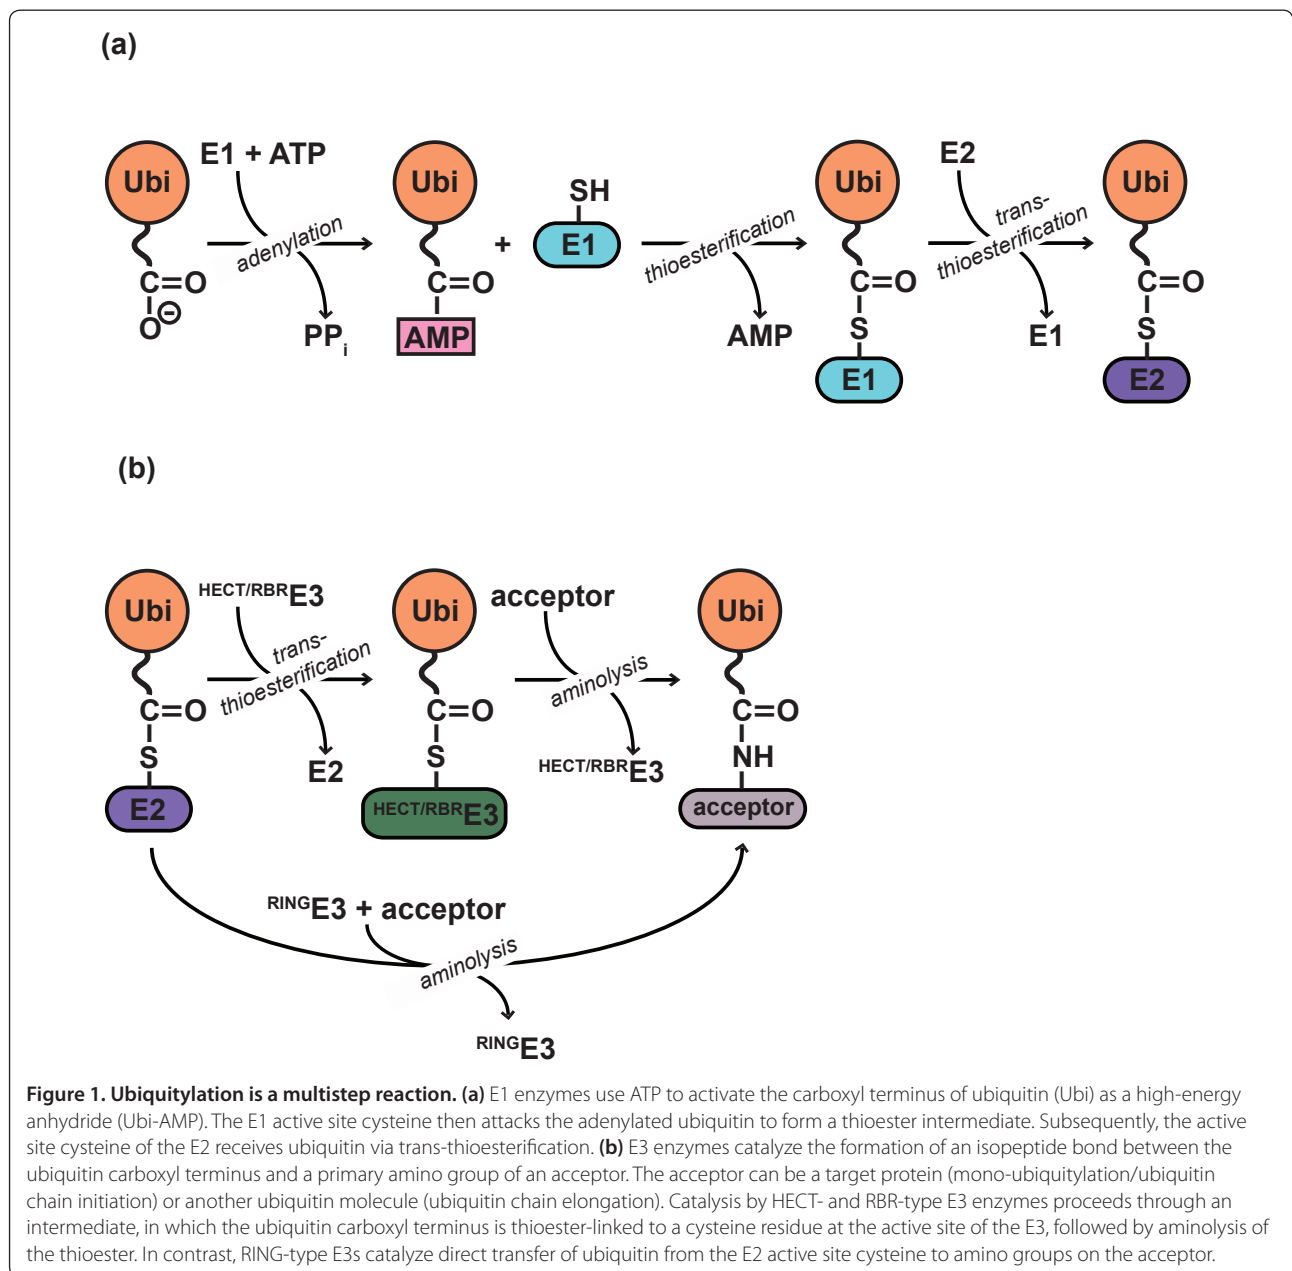 (a)
E1 + ATP
Ubi
adenylation
C=O
O⊖
PPi
Ubi
C=O
AMP
+
SH
E1
thioesterification
AMP
Ubi
C=O
S
E1
E2
trans-
thioesterification
E1
Ubi
C=O
S
E2
(b)
Ubi
C=O
S
E2
HECT/RBRE3
trans-
thioesterification
E2
Ubi
C=O
S
HECT/RBRE3
acceptor
aminolysis
HECT/RBRE3
Ubi
C=O
NH
acceptor
RINGE3 + acceptor
aminolysis
RINGE3
Figure 1. Ubiquitylation is a multistep reaction. (a) E1 enzymes use ATP to activate the carboxyl terminus of ubiquitin (Ubi) as a high-energy
anhydride (Ubi-AMP). The E1 active site cysteine then attacks the adenylated ubiquitin to form a thioester intermediate. Subsequently, the active
site cysteine of the E2 receives ubiquitin via trans-thioesterification. (b) E3 enzymes catalyze the formation of an isopeptide bond between the
ubiquitin carboxyl terminus and a primary amino group of an acceptor. The acceptor can be a target protein (mono-ubiquitylation/ubiquitin
chain initiation) or another ubiquitin molecule (ubiquitin chain elongation). Catalysis by HECT- and RBR-type E3 enzymes proceeds through an
intermediate, in which the ubiquitin carboxyl terminus is thioester-linked to a cysteine residue at the active site of the E3, followed by aminolysis of
the thioester. In contrast, RING-type E3s catalyze direct transfer of ubiquitin from the E2 active site cysteine to amino groups on the acceptor.